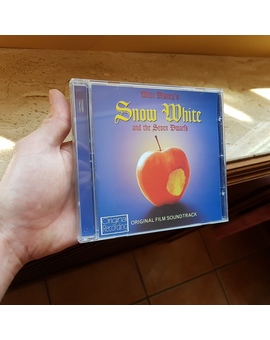 Walt Disney's
Snow White
and the Seven Dwarfs
Original
Recording
ORIGINAL FILM SOUNDTRACK